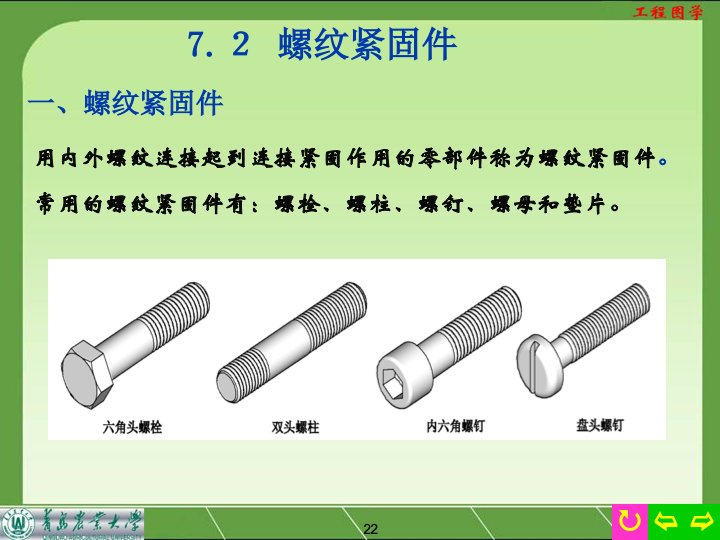 工程图学
7.2 螺纹紧固件
一、螺纹紧固件
用内外螺纹连接起到连接紧固作用的零部件称为螺纹紧固件。
常用的螺纹紧固件有：螺栓、螺柱、螺钉、螺母和垫片。
六角头螺栓
双头螺柱
内六角螺钉
盘头螺钉
青岛农业大学
22